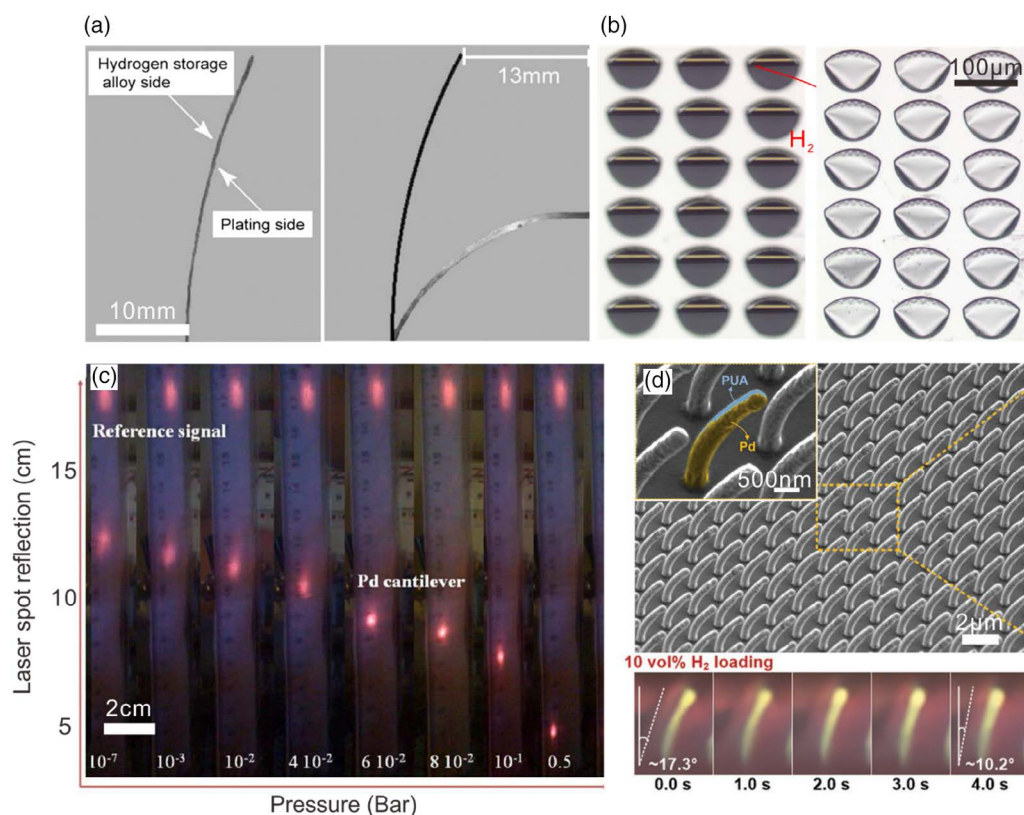 (a)
Hydrogen storage
alloy side
Plating side
10mm
13mm
(b)
H2
100μm
(c)
Laser spot reflection (cm)
15
10
5
Reference signal
Pd cantilever
2cm
10-7
10-3
10-2
4 10-2
6 10-2
8 10-2
10-1
0.5
Pressure (Bar)
(d)
PUA
Pd
500nm
2μm
10 vol% H2 loading
~17.3°
~10.2°
0.0 s
1.0 s
2.0 s
3.0 s
4.0 s